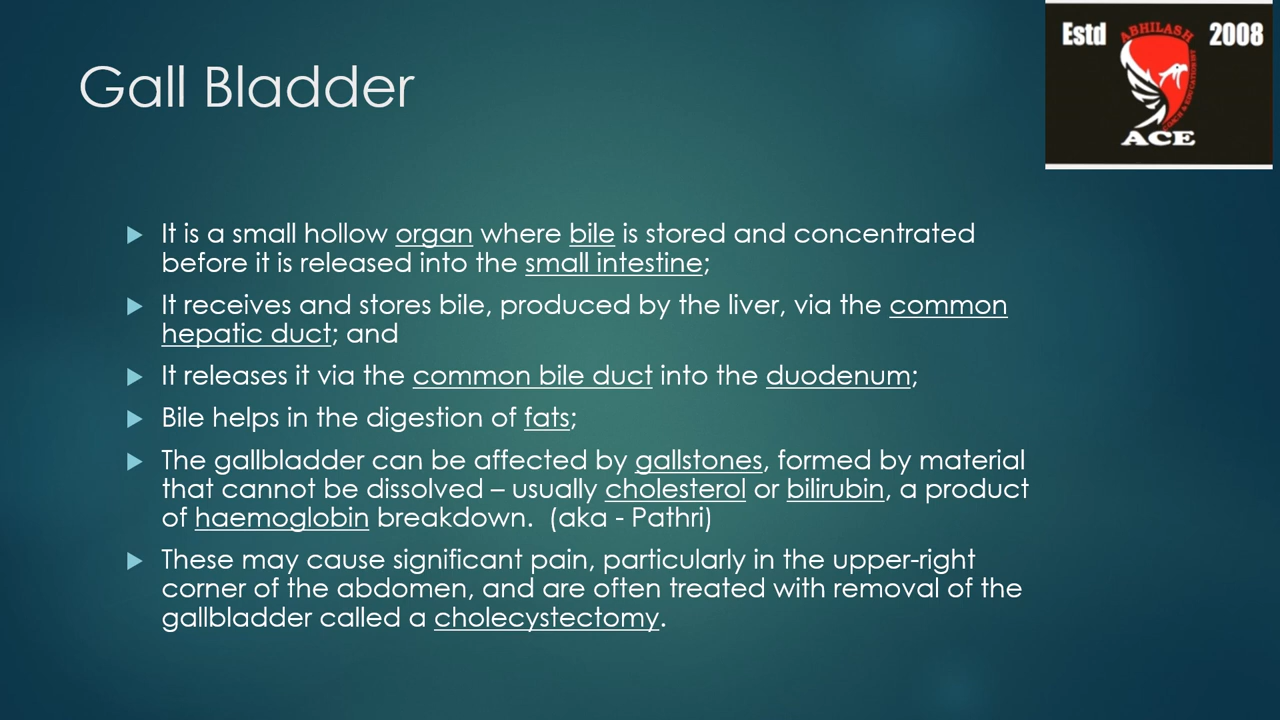 Estd
2008
ABHILASH
COACH & EDUCATIONIST
ACE
Gall Bladder
It is a small hollow organ where bile is stored and concentrated
before it is released into the small intestine;
It receives and stores bile, produced by the liver, via the common
hepatic duct; and
It releases it via the common bile duct into the duodenum;
Bile helps in the digestion of fats;
The gallbladder can be affected by gallstones, formed by material
that cannot be dissolved – usually cholesterol or bilirubin, a product
of haemoglobin breakdown.  (aka - Pathri)
These may cause significant pain, particularly in the upper-right
corner of the abdomen, and are often treated with removal of the
gallbladder called a cholecystectomy.